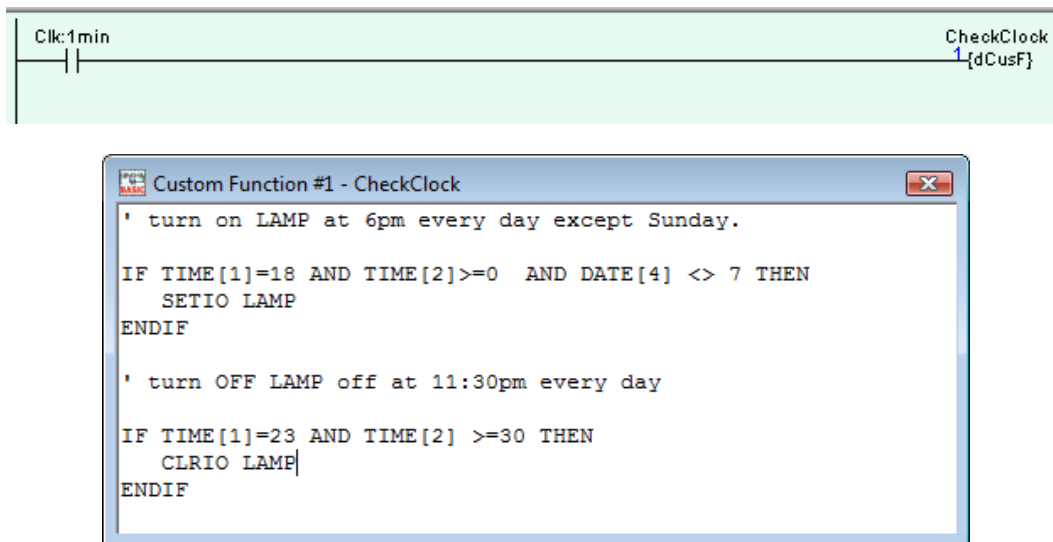 Clk:1min CheckClock
1 {dCusF}
Custom Function #1 - CheckClock
' turn on LAMP at 6pm every day except Sunday.
IF TIME[1]=18 AND TIME[2]>=0  AND DATE[4] <> 7 THEN
   SETIO LAMP
ENDIF
' turn OFF LAMP off at 11:30pm every day
IF TIME[1]=23 AND TIME[2] >=30 THEN
   CLRIO LAMP
ENDIF